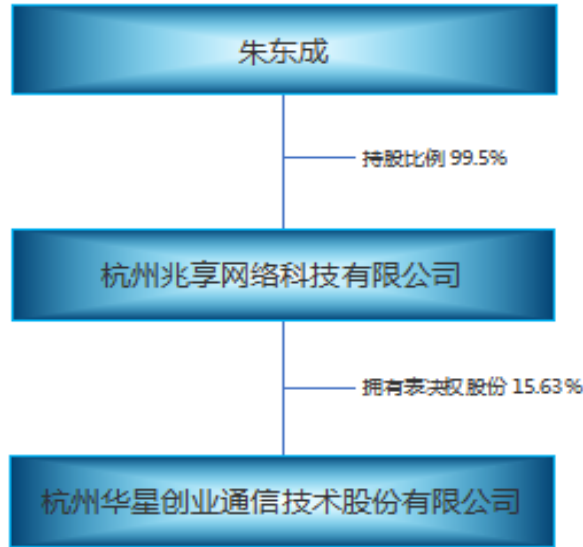 朱东成
持股比例 99.5%
杭州兆享网络科技有限公司
拥有表决权股份 15.63%
杭州华星创业通信技术股份有限公司